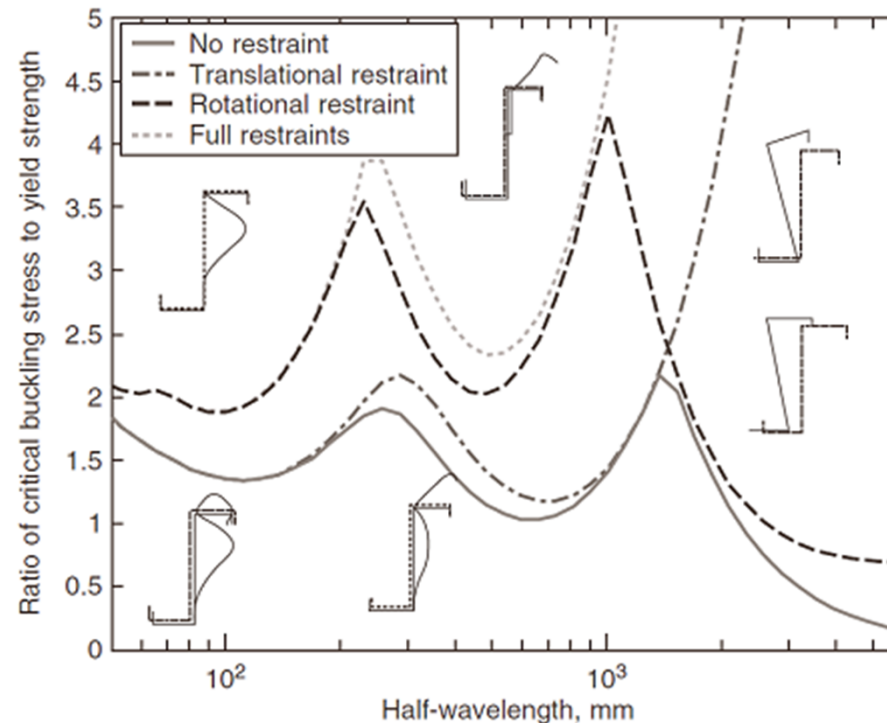 Ratio of critical buckling stress to yield strength
5
4.5
4
3.5
3
2.5
2
1.5
1
0.5
0
No restraint
Translational restraint
Rotational restraint
Full restraints
10²
10³
Half-wavelength, mm